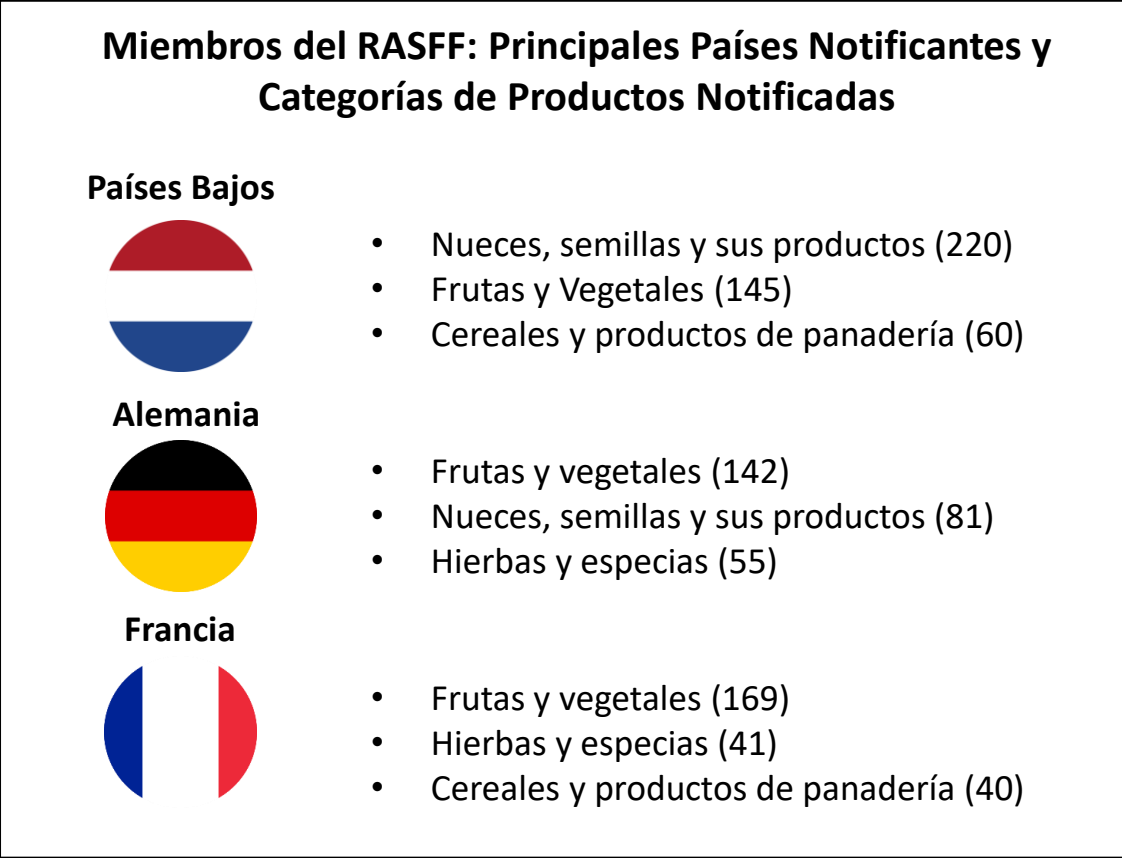 Miembros del RASFF: Principales Países Notificantes y
Categorías de Productos Notificadas
Países Bajos
• Nueces, semillas y sus productos (220)
• Frutas y Vegetales (145)
• Cereales y productos de panadería (60)
Alemania
• Frutas y vegetales (142)
• Nueces, semillas y sus productos (81)
• Hierbas y especias (55)
Francia
• Frutas y vegetales (169)
• Hierbas y especias (41)
• Cereales y productos de panadería (40)